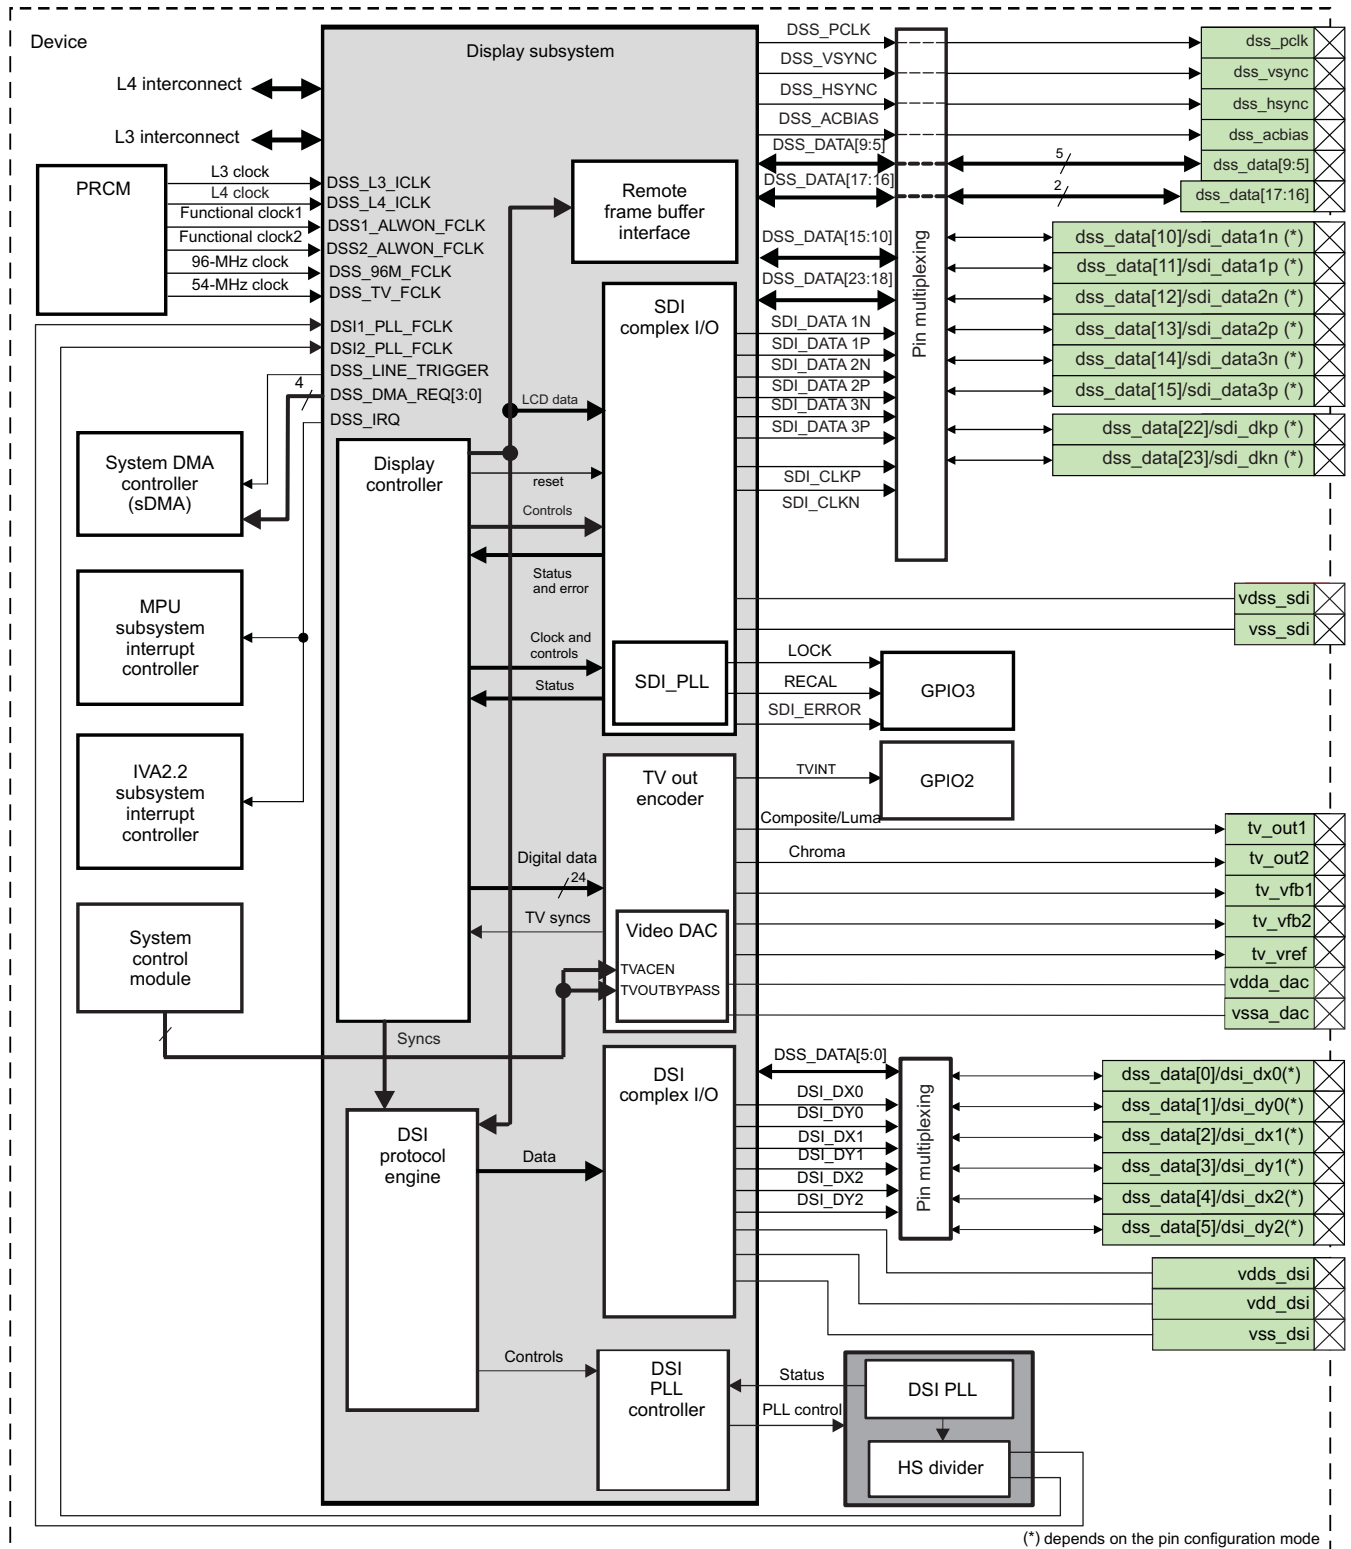 Device
Display subsystem
L4 interconnect
L3 interconnect
PRCM
L3 clock
L4 clock
Functional clock1
Functional clock2
96-MHz clock
54-MHz clock
DSS_L3_ICLK
DSS_L4_ICLK
DSS1_ALWON_FCLK
DSS2_ALWON_FCLK
DSS_96M_FCLK
DSS_TV_FCLK
DSI1_PLL_FCLK
DSI2_PLL_FCLK
DSS_LINE_TRIGGER
DSS_DMA_REQ[3:0]
DSS_IRQ
4
System DMA
controller
(sDMA)
MPU
subsystem
interrupt
controller
IVA2.2
subsystem
interrupt
controller
System
control
module
Display
controller
Remote
frame buffer
interface
SDI
complex I/O
LCD data
reset
Controls
Status
and error
Clock and
controls
Status
SDI_PLL
TV out
encoder
Digital data
24
TV syncs
Video DAC
TVACEN
TVOUTBYPASS
Syncs
DSI
protocol
engine
Data
DSI
complex I/O
Controls
DSI
PLL
controller
DSS_PCLK
DSS_VSYNC
DSS_HSYNC
DSS_ACBIAS
DSS_DATA[9:5]
DSS_DATA[17:16]
DSS_DATA[15:10]
DSS_DATA[23:18]
SDI_DATA 1N
SDI_DATA 1P
SDI_DATA 2N
SDI_DATA 2P
SDI_DATA 3N
SDI_DATA 3P
SDI_CLKP
SDI_CLKN
Pin multiplexing
5
2
dss_pclk
dss_vsync
dss_hsync
dss_acbias
dss_data[9:5]
dss_data[17:16]
dss_data[10]/sdi_data1n (*)
dss_data[11]/sdi_data1p (*)
dss_data[12]/sdi_data2n (*)
dss_data[13]/sdi_data2p (*)
dss_data[14]/sdi_data3n (*)
dss_data[15]/sdi_data3p (*)
dss_data[22]/sdi_dkp (*)
dss_data[23]/sdi_dkn (*)
vdss_sdi
vss_sdi
LOCK
RECAL
SDI_ERROR
GPIO3
TVINT
GPIO2
Composite/Luma
Chroma
tv_out1
tv_out2
tv_vfb1
tv_vfb2
tv_vref
vdda_dac
vssa_dac
DSS_DATA[5:0]
DSI_DX0
DSI_DY0
DSI_DX1
DSI_DY1
DSI_DX2
DSI_DY2
Pin multiplexing
dss_data[0]/dsi_dx0(*)
dss_data[1]/dsi_dy0(*)
dss_data[2]/dsi_dx1(*)
dss_data[3]/dsi_dy1(*)
dss_data[4]/dsi_dx2(*)
dss_data[5]/dsi_dy2(*)
vdds_dsi
vdd_dsi
vss_dsi
Status
PLL control
DSI PLL
HS divider
(*) depends on the pin configuration mode